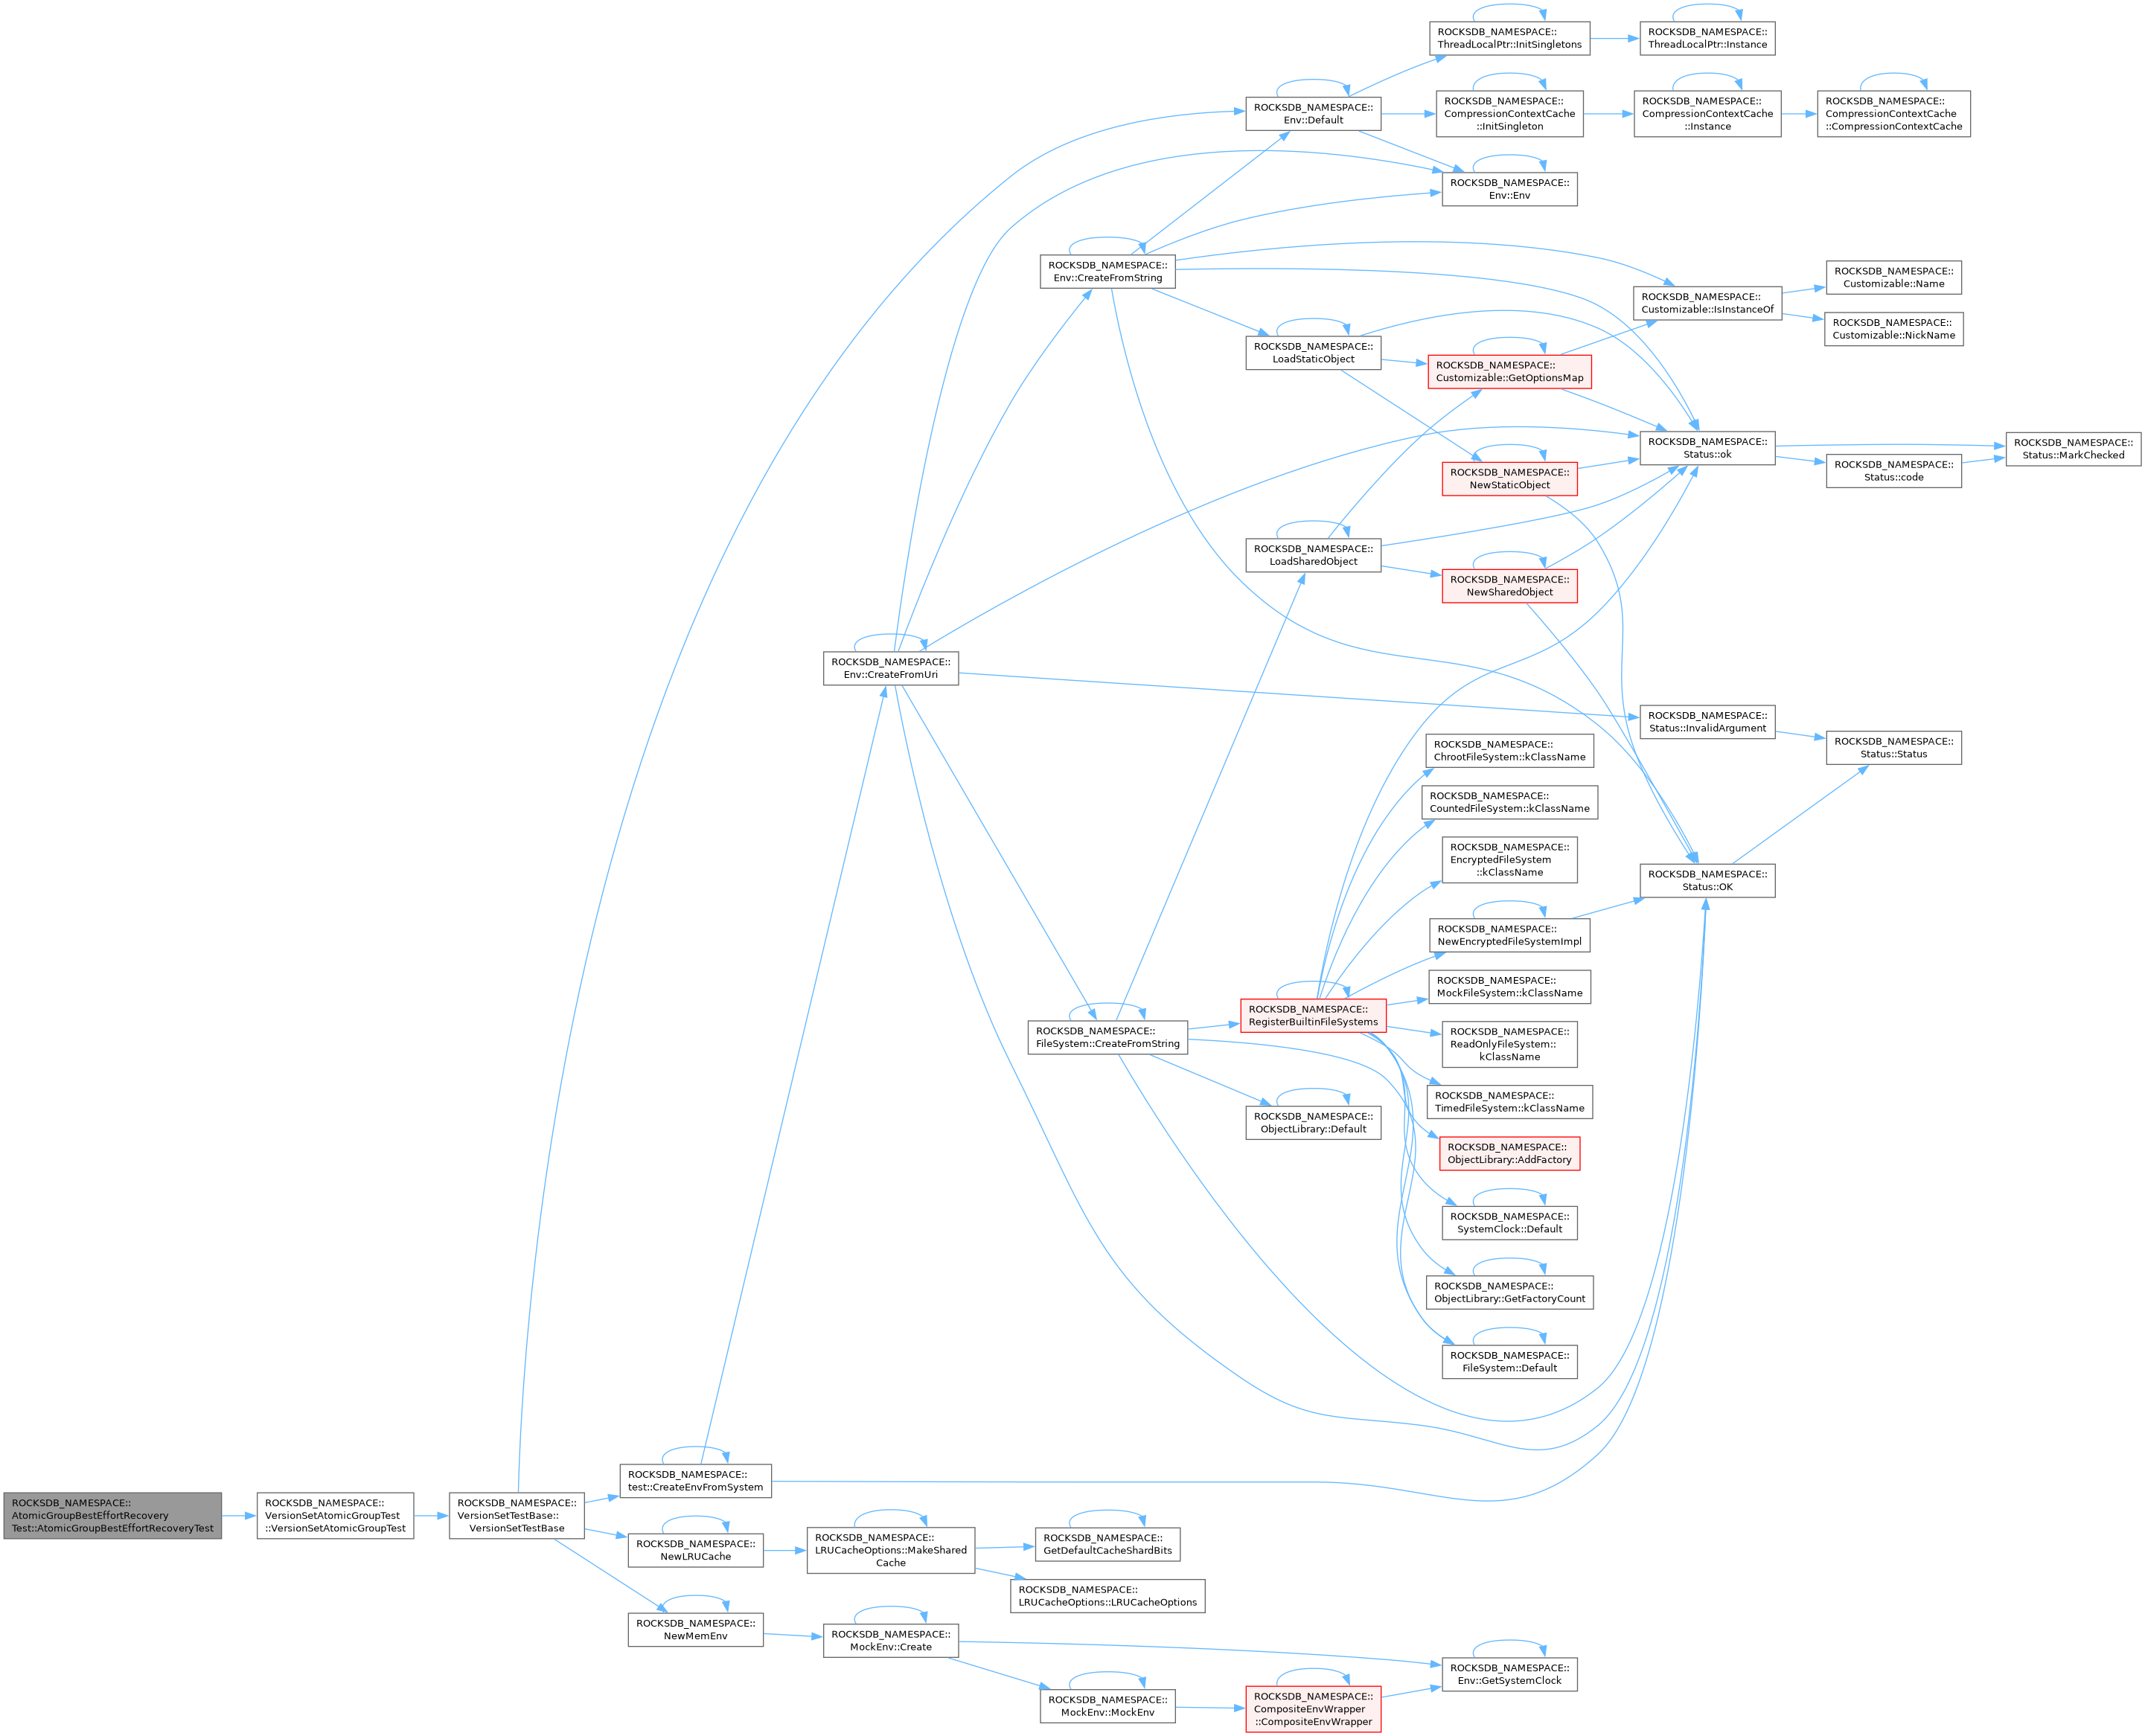 ROCKSDB_NAMESPACE::
AtomicGroupBestEffortRecovery
Test::AtomicGroupBestEffortRecoveryTest
ROCKSDB_NAMESPACE::
VersionSetAtomicGroupTest
::VersionSetAtomicGroupTest
ROCKSDB_NAMESPACE::
VersionSetTestBase::
VersionSetTestBase
ROCKSDB_NAMESPACE::
test::CreateEnvFromSystem
ROCKSDB_NAMESPACE::
NewLRUCache
ROCKSDB_NAMESPACE::
NewMemEnv
ROCKSDB_NAMESPACE::
Env::CreateFromUri
ROCKSDB_NAMESPACE::
LRUCacheOptions::MakeShared
Cache
ROCKSDB_NAMESPACE::
MockEnv::Create
ROCKSDB_NAMESPACE::
Env::CreateFromString
ROCKSDB_NAMESPACE::
FileSystem::CreateFromString
ROCKSDB_NAMESPACE::
GetDefaultCacheShardBits
ROCKSDB_NAMESPACE::
LRUCacheOptions::LRUCacheOptions
ROCKSDB_NAMESPACE::
MockEnv::MockEnv
ROCKSDB_NAMESPACE::
Env::Default
ROCKSDB_NAMESPACE::
LoadStaticObject
ROCKSDB_NAMESPACE::
LoadSharedObject
ROCKSDB_NAMESPACE::
RegisterBuiltinFileSystems
ROCKSDB_NAMESPACE::
ObjectLibrary::Default
ROCKSDB_NAMESPACE::
CompositeEnvWrapper
::CompositeEnvWrapper
ROCKSDB_NAMESPACE::
ThreadLocalPtr::InitSingletons
ROCKSDB_NAMESPACE::
CompressionContextCache
::InitSingleton
ROCKSDB_NAMESPACE::
Env::Env
ROCKSDB_NAMESPACE::
Customizable::GetOptionsMap
ROCKSDB_NAMESPACE::
NewStaticObject
ROCKSDB_NAMESPACE::
NewSharedObject
ROCKSDB_NAMESPACE::
ChrootFileSystem::kClassName
ROCKSDB_NAMESPACE::
CountedFileSystem::kClassName
ROCKSDB_NAMESPACE::
EncryptedFileSystem
::kClassName
ROCKSDB_NAMESPACE::
NewEncryptedFileSystemImpl
ROCKSDB_NAMESPACE::
MockFileSystem::kClassName
ROCKSDB_NAMESPACE::
ReadOnlyFileSystem::
kClassName
ROCKSDB_NAMESPACE::
TimedFileSystem::kClassName
ROCKSDB_NAMESPACE::
ObjectLibrary::AddFactory
ROCKSDB_NAMESPACE::
SystemClock::Default
ROCKSDB_NAMESPACE::
ObjectLibrary::GetFactoryCount
ROCKSDB_NAMESPACE::
FileSystem::Default
ROCKSDB_NAMESPACE::
Env::GetSystemClock
ROCKSDB_NAMESPACE::
ThreadLocalPtr::Instance
ROCKSDB_NAMESPACE::
CompressionContextCache
::Instance
ROCKSDB_NAMESPACE::
Customizable::IsInstanceOf
ROCKSDB_NAMESPACE::
Status::ok
ROCKSDB_NAMESPACE::
Status::InvalidArgument
ROCKSDB_NAMESPACE::
Status::OK
ROCKSDB_NAMESPACE::
CompressionContextCache
::CompressionContextCache
ROCKSDB_NAMESPACE::
Customizable::Name
ROCKSDB_NAMESPACE::
Customizable::NickName
ROCKSDB_NAMESPACE::
Status::code
ROCKSDB_NAMESPACE::
Status::Status
ROCKSDB_NAMESPACE::
Status::MarkChecked